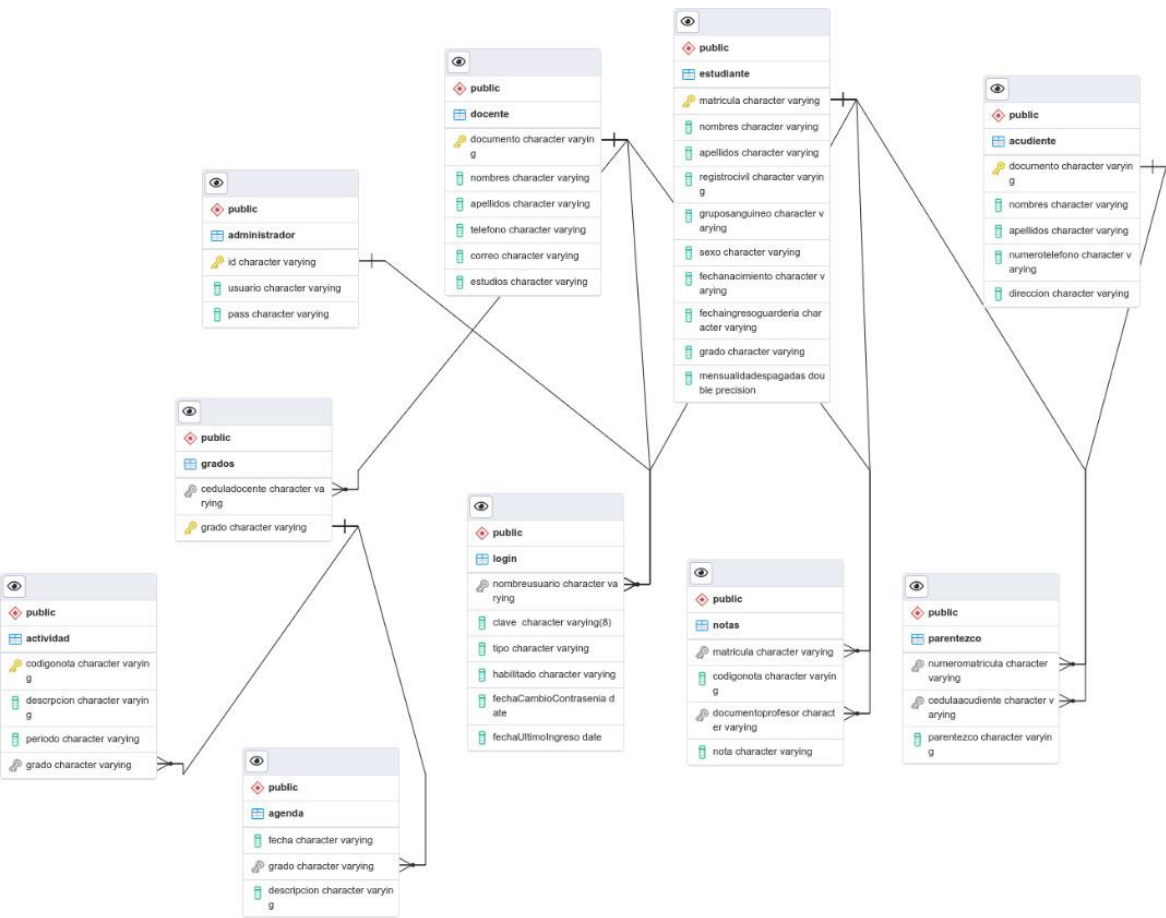 public
estudiante
matricula character varying
nombres character varying
apellidos character varying
registrocivil character varyin
g
gruposanguineo character v
arying
sexo character varying
fechanacimiento character v
arying
fechaingresoguarderia char
acter varying
grado character varying
mensualidadespagadas dou
ble precision
public
docente
documento character varyin
g
nombres character varying
apellidos character varying
telefono character varying
correo character varying
estudios character varying
public
acudiente
documento character varyin
g
nombres character varying
apellidos character varying
numerotelefono character v
arying
direccion character varying
public
administrador
id character varying
usuario character varying
pass character varying
public
grados
ceduladocente character va
rying
grado character varying
public
login
nombreusuario character va
rying
clave character varying(8)
tipo character varying
habilitado character varying
fechaCambioContrasenia d
ate
fechaUltimoIngreso date
public
notas
matricula character varying
codigonota character varyin
g
documentoprofesor charact
er varying
nota character varying
public
parentezco
numeromatricula character
varying
cedulaacudiente character v
arying
parentezco character varyin
g
public
actividad
codigonota character varyin
g
descrpcion character varyin
g
periodo character varying
grado character varying
public
agenda
fecha character varying
grado character varying
descripcion character varyin
g